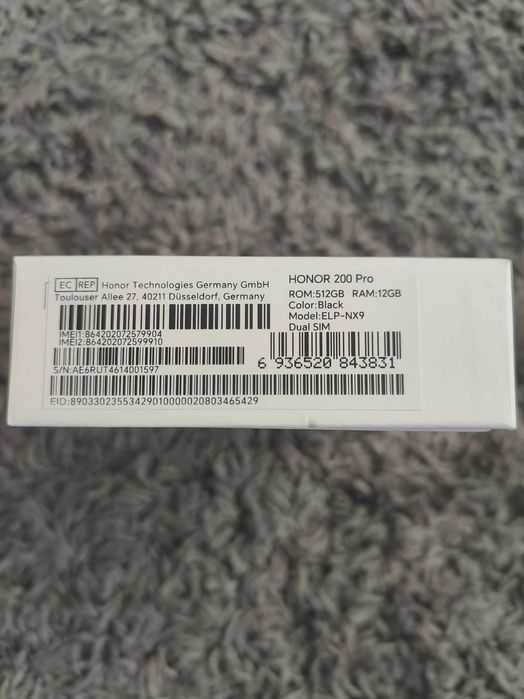 EC REP Honor Technologies Germany GmbH
Toulouser Allee 27, 40211 Düsseldorf, Germany
IMEI1:864202072579904
IMEI2:864202072599910
S/N:AE6RUT4614001597
EID:89033023553429010000020803465429
HONOR 200 Pro
ROM:512GB RAM:12GB
Color:Black
Model:ELP-NX9
Dual SIM
6 936520 843831